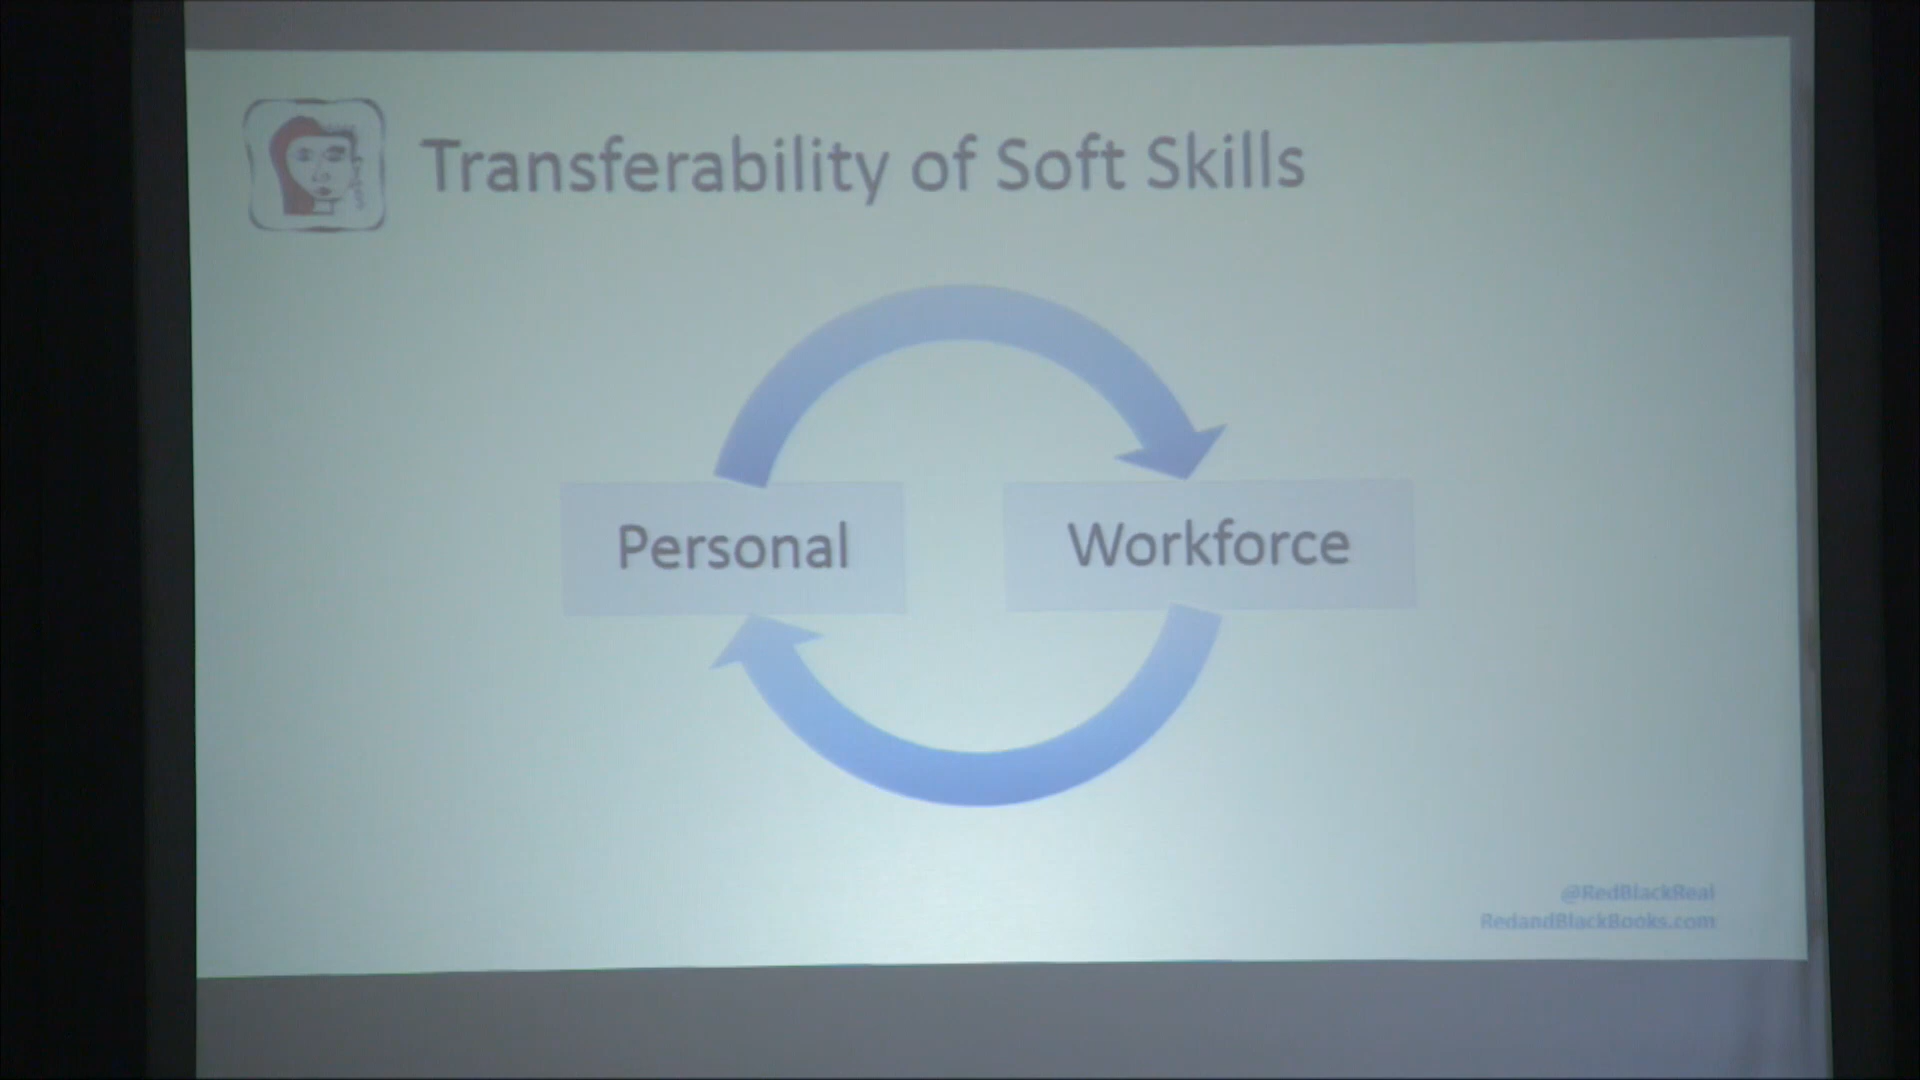 Transferability of Soft Skills
Personal
Workforce
@RedBlackReal
RedandBlackBooks.com